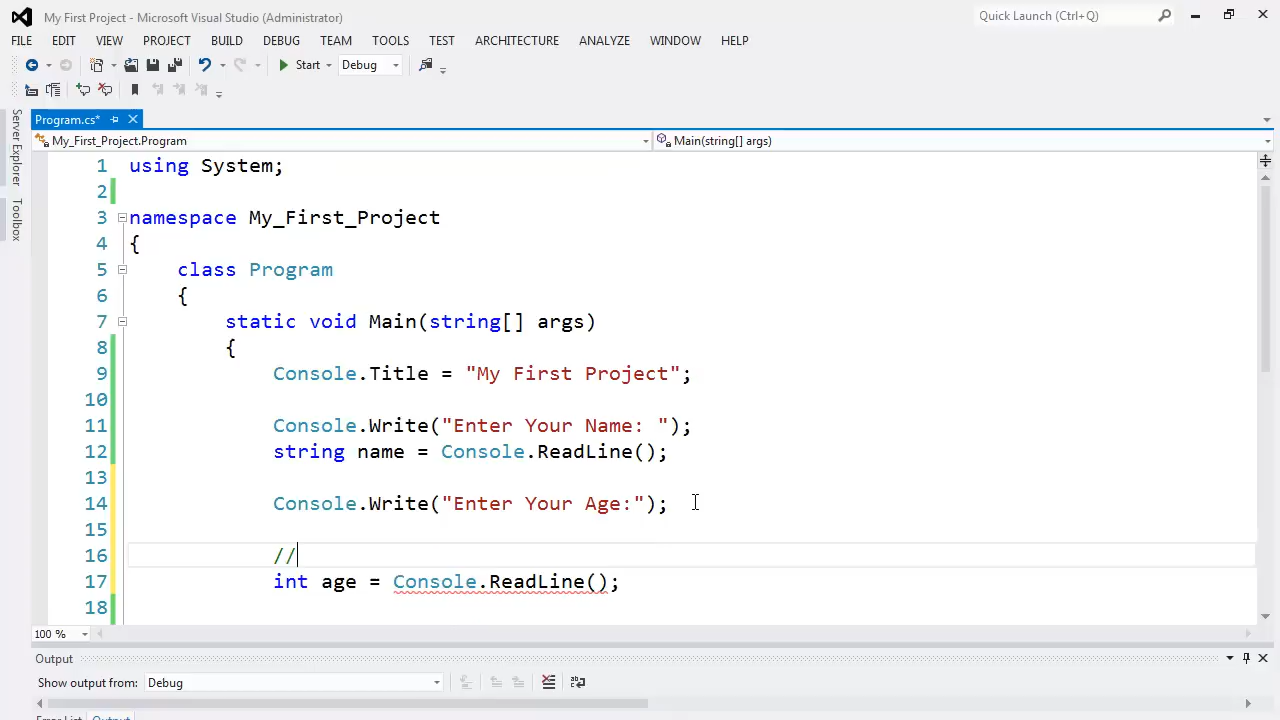 My First Project - Microsoft Visual Studio (Administrator)
Quick Launch (Ctrl+Q)
FILE EDIT VIEW PROJECT BUILD DEBUG TEAM TOOLS TEST ARCHITECTURE ANALYZE WINDOW HELP
Start Debug
Server Explorer
Toolbox
Program.cs*
My_First_Project.Program Main(string[] args)
1 using System;
2
3 namespace My_First_Project
4 {
5 class Program
6 {
7 static void Main(string[] args)
8 {
9 Console.Title = "My First Project";
10
11 Console.Write("Enter Your Name: ");
12 string name = Console.ReadLine();
13
14 Console.Write("Enter Your Age:");
15
16 //
17 int age = Console.ReadLine();
18
100 %
Output
Show output from: Debug
Error List Output